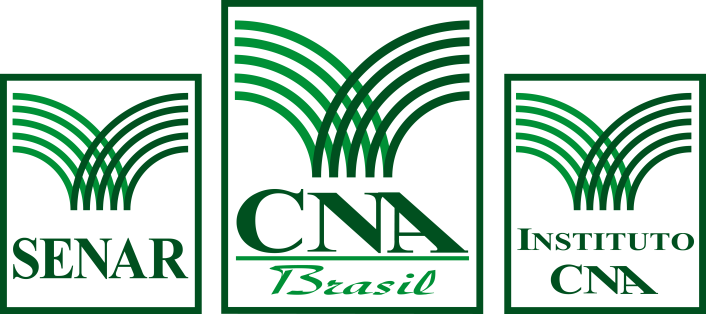 SENAR
CNA
Brasil
INSTITUTO
CNA